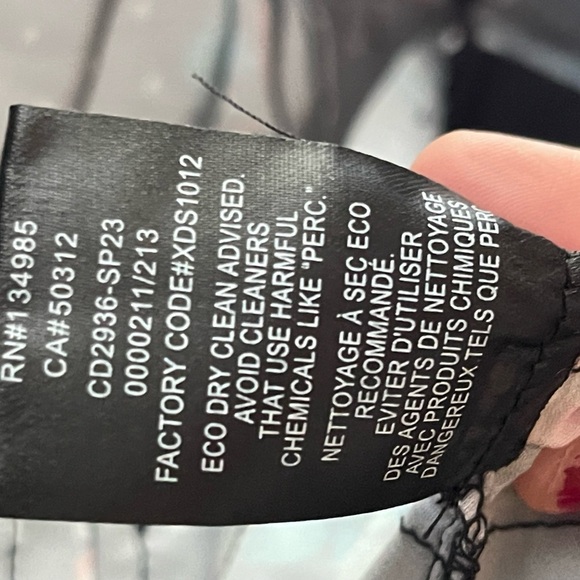 RN#134985
CA#50312
CD2936-SP23
0000211/213
FACTORY CODE#XDS1012
ECO DRY CLEAN ADVISED.
AVOID CLEANERS
THAT USE HARMFUL
CHEMICALS LIKE "PERC."
NETTOYAGE À SEC ECO
RECOMMANDÉ.
EVITER D'UTILISER
DES AGENTS DE NETTOYAGE
AVEC PRODUITS CHIMIQUES
DANGEREUX TELS QUE PERC